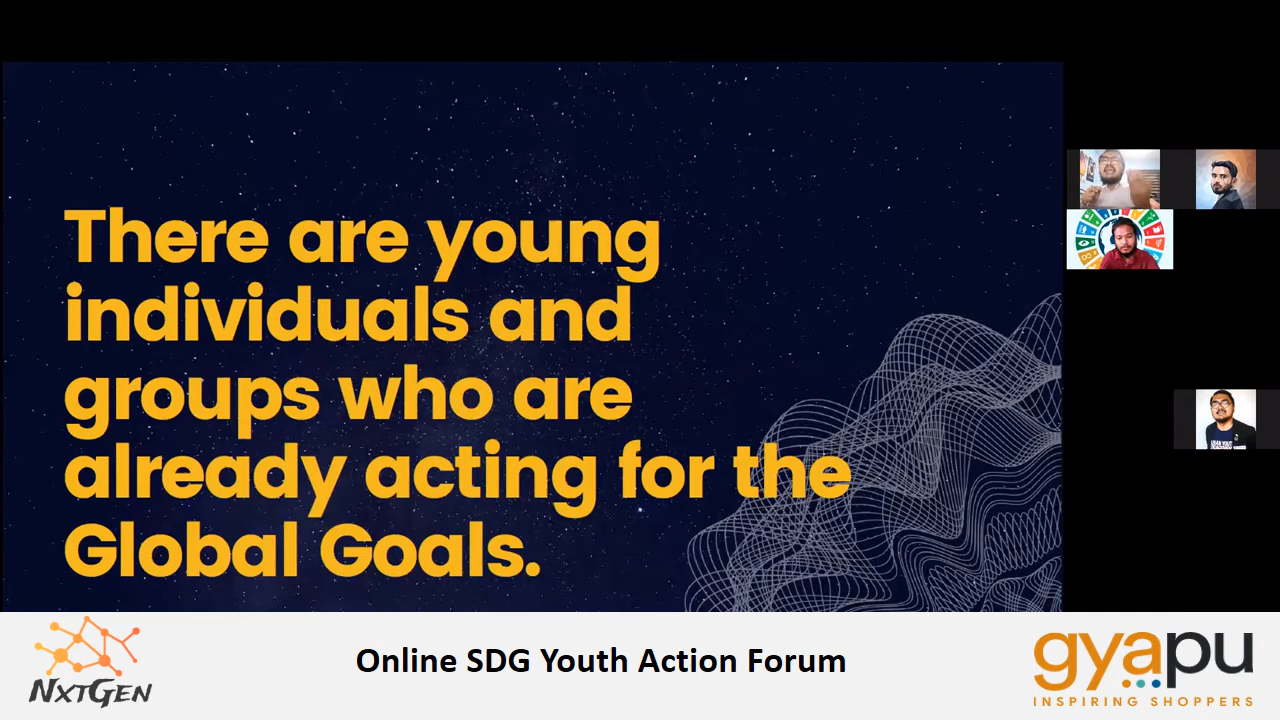 There are young
individuals and
groups who are
already acting for the
Global Goals.
NXTGEN
Online SDG Youth Action Forum
gyapu
INSPIRING SHOPPERS